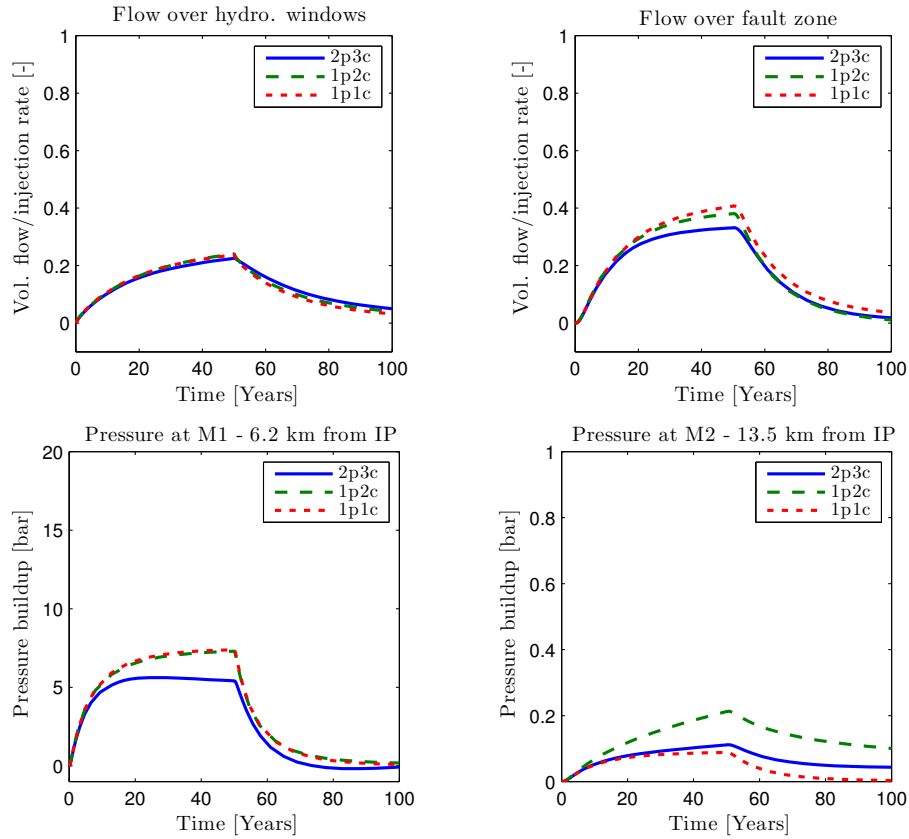 Flow over hydro. windows
Vol. flow/injection rate [-]
1
0.8
0.6
0.4
0.2
0
2p3c
1p2c
1p1c
0 20 40 60 80 100
Time [Years]
Flow over fault zone
Vol. flow/injection rate [-]
1
0.8
0.6
0.4
0.2
0
2p3c
1p2c
1p1c
0 20 40 60 80 100
Time [Years]
Pressure at M1 - 6.2 km from IP
Pressure buildup [bar]
20
15
10
5
0
2p3c
1p2c
1p1c
0 20 40 60 80 100
Time [Years]
Pressure at M2 - 13.5 km from IP
Pressure buildup [bar]
1
0.8
0.6
0.4
0.2
0
2p3c
1p2c
1p1c
0 20 40 60 80 100
Time [Years]